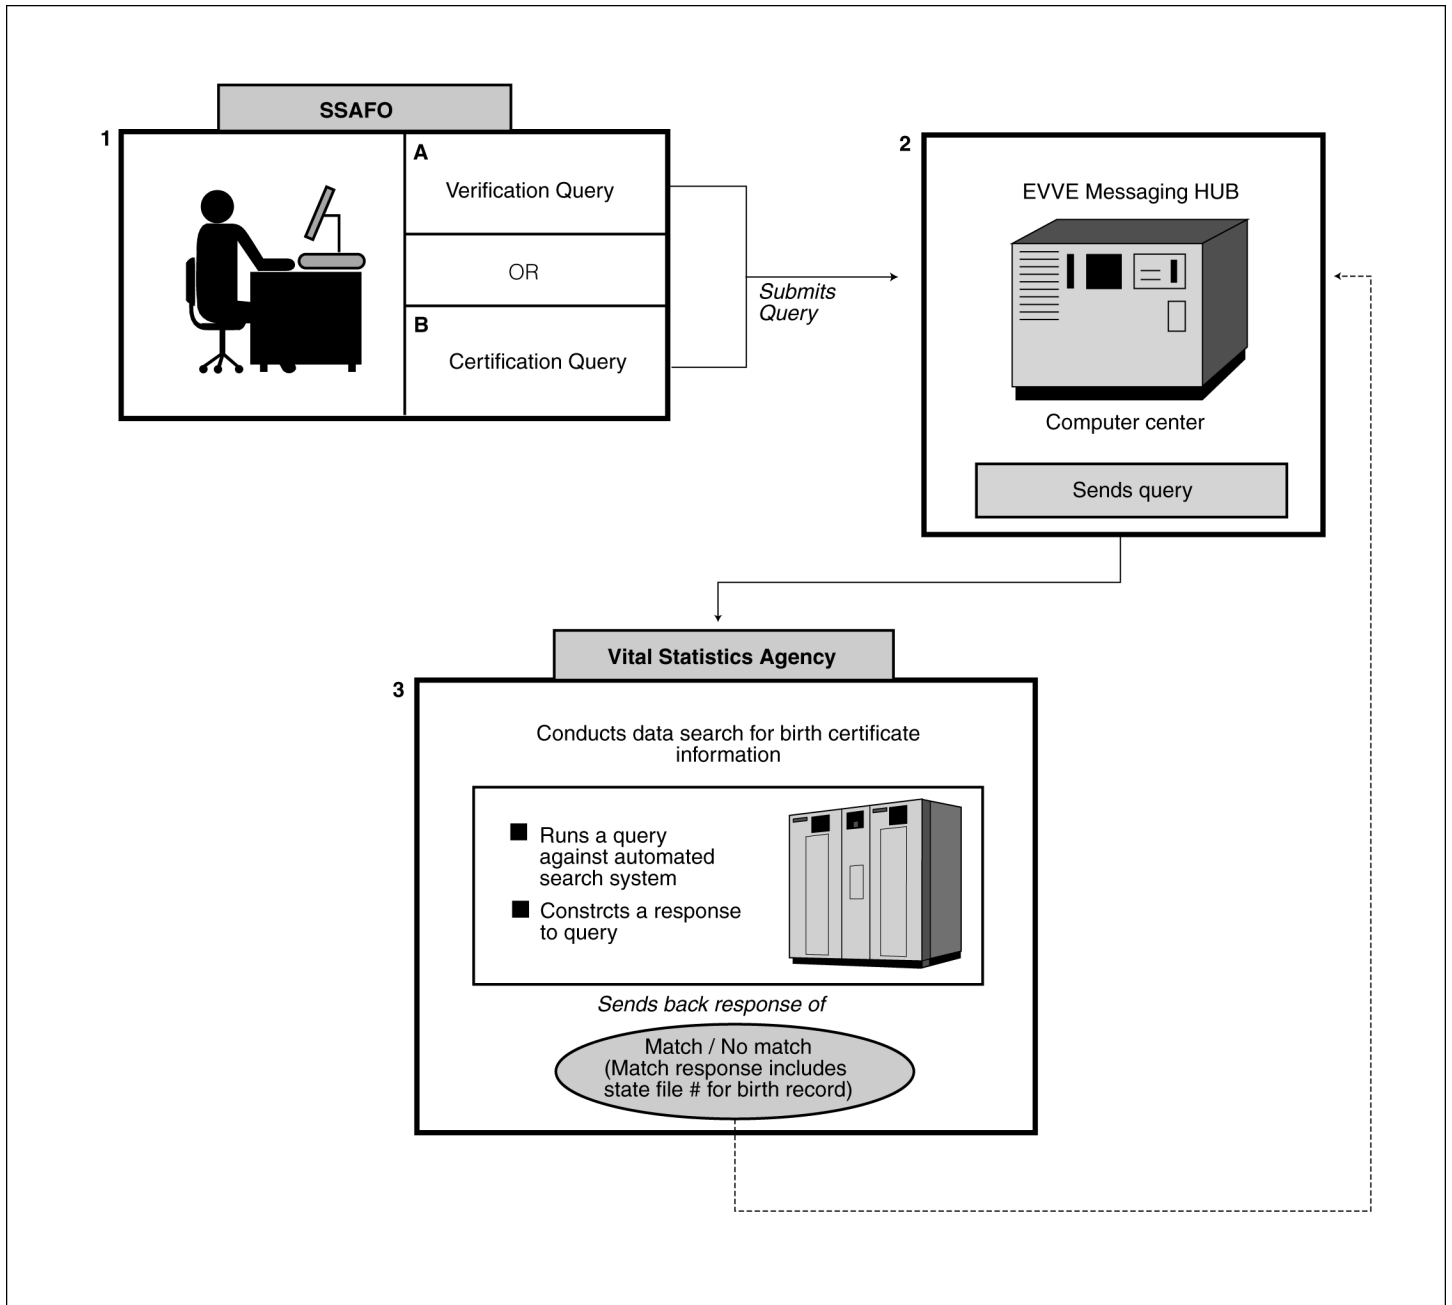 SSAFO
1
A
Verification Query
OR
B
Certification Query
Submits
Query
2
EVVE Messaging HUB
Computer center
Sends query
Vital Statistics Agency
3
Conducts data search for birth certificate
information
Runs a query
against automated
search system
Constrcts a response
to query
Sends back response of
Match / No match
(Match response includes
state file # for birth record)